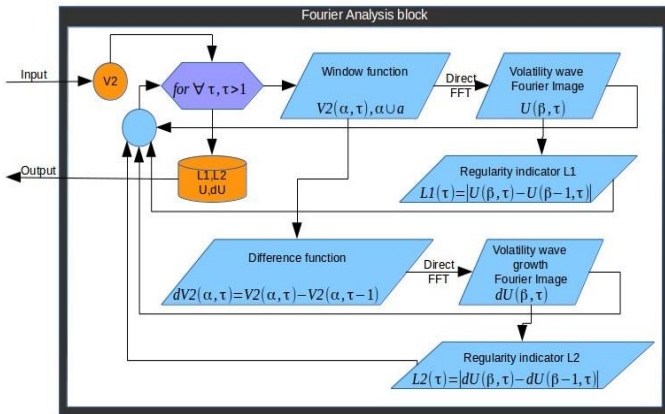 Fourier Analysis block
Input
V2
for ∀ τ,τ>1
Window function
V2(α,τ),α∪a
Direct
FFT
Volatility wave
Fourier Image
U(β,τ)
Output
L1,L2
U,dU
Regularity indicator L1
L1(τ)=|U(β,τ)−U(β−1,τ)|
Difference function
dV2(α,τ)=V2(α,τ)−V2(α,τ−1)
Direct
FFT
Volatility wave
growth
Fourier Image
dU(β,τ)
Regularity indicator L2
L2(τ)=|dU(β,τ)−dU(β−1,τ)|